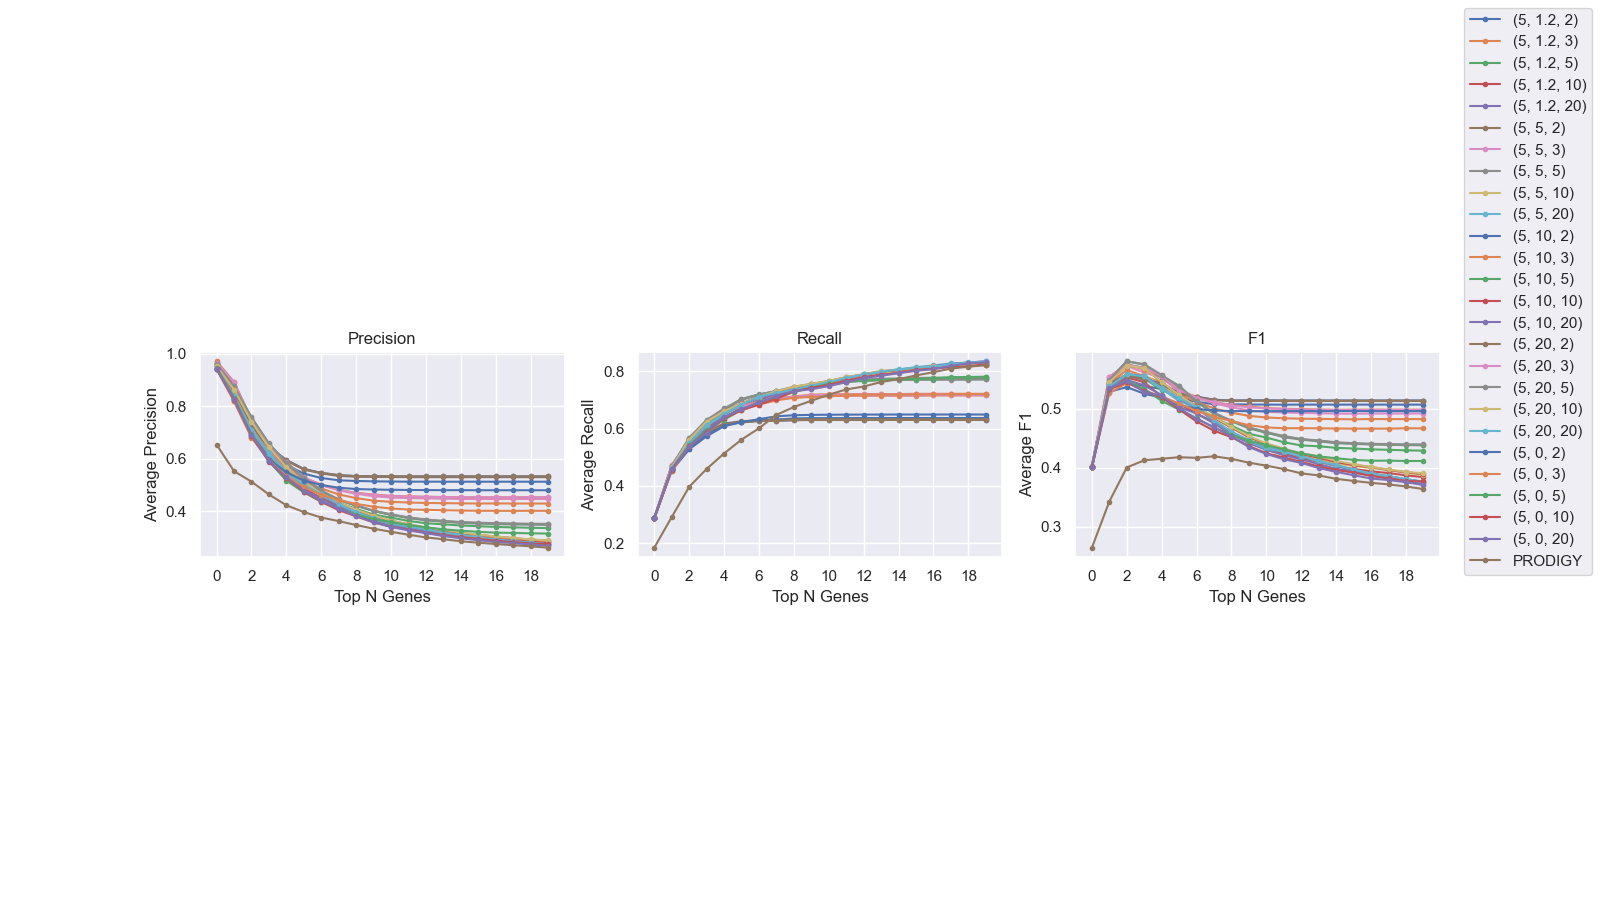 Precision
Average Precision
1.0
0.8
0.6
0.4
0 2 4 6 8 10 12 14 16 18
Top N Genes
Recall
Average Recall
0.8
0.6
0.4
0.2
0 2 4 6 8 10 12 14 16 18
Top N Genes
F1
Average F1
0.5
0.4
0.3
0 2 4 6 8 10 12 14 16 18
Top N Genes
(5, 1.2, 2)
(5, 1.2, 3)
(5, 1.2, 5)
(5, 1.2, 10)
(5, 1.2, 20)
(5, 5, 2)
(5, 5, 3)
(5, 5, 5)
(5, 5, 10)
(5, 5, 20)
(5, 10, 2)
(5, 10, 3)
(5, 10, 5)
(5, 10, 10)
(5, 10, 20)
(5, 20, 2)
(5, 20, 3)
(5, 20, 5)
(5, 20, 10)
(5, 20, 20)
(5, 0, 2)
(5, 0, 3)
(5, 0, 5)
(5, 0, 10)
(5, 0, 20)
PRODIGY